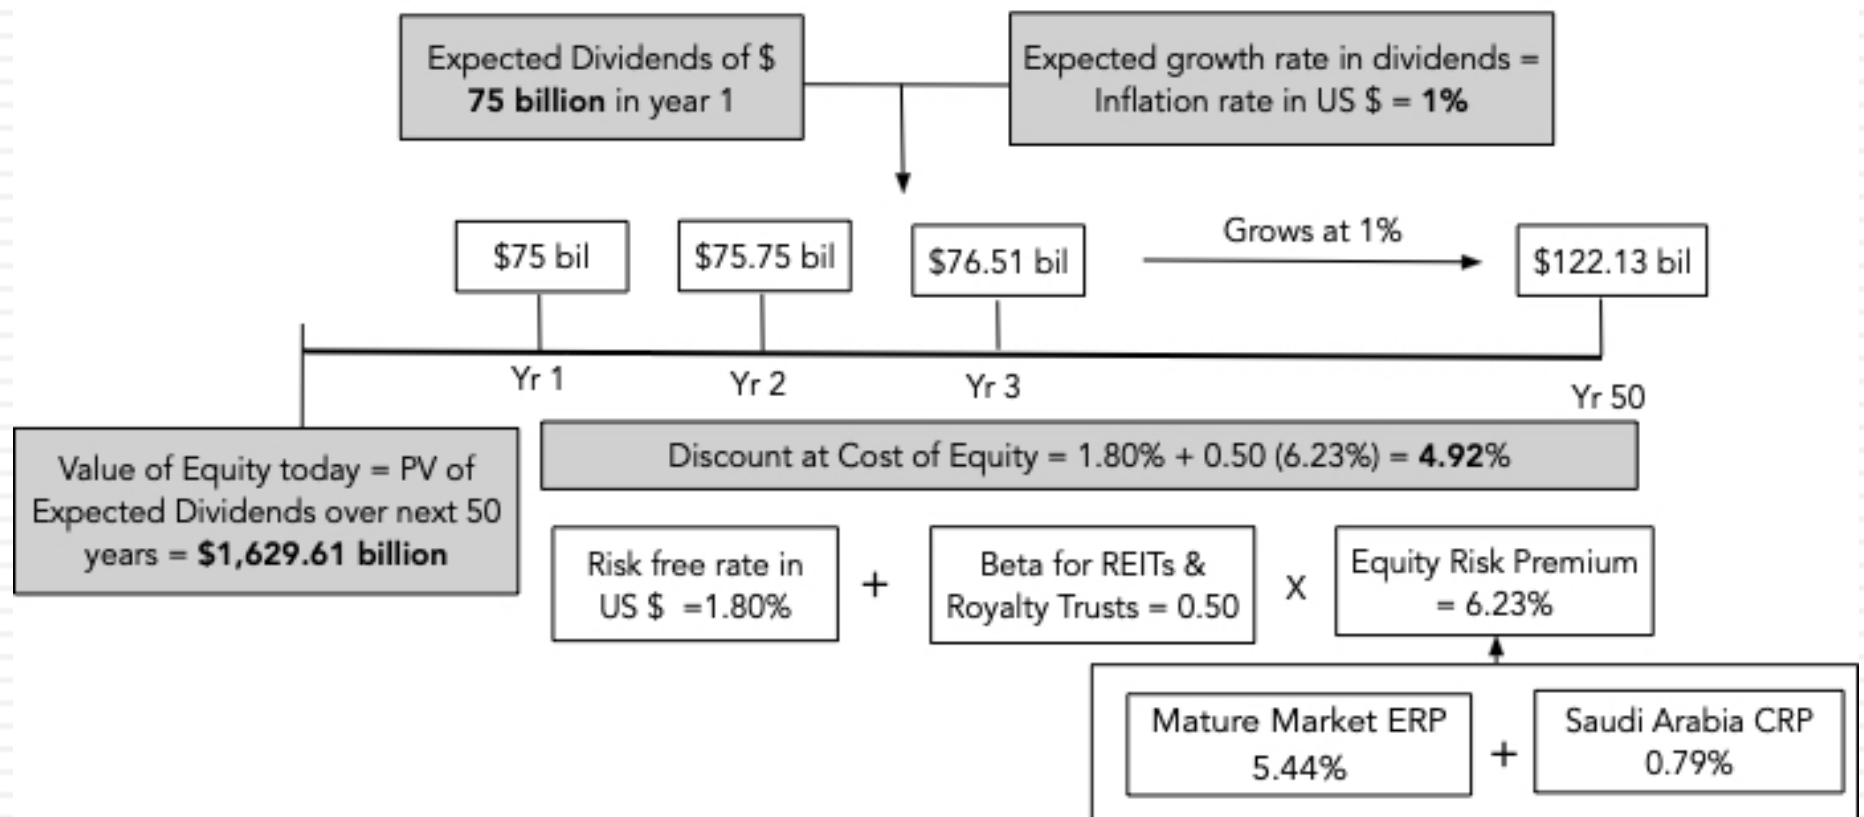 Expected Dividends of $
75 billion in year 1
Expected growth rate in dividends =
Inflation rate in US $ = 1%
$75 bil
$75.75 bil
$76.51 bil
Grows at 1%
$122.13 bil
Yr 1
Yr 2
Yr 3
Yr 50
Value of Equity today = PV of
Expected Dividends over next 50
years = $1,629.61 billion
Discount at Cost of Equity = 1.80% + 0.50 (6.23%) = 4.92%
Risk free rate in
US $ =1.80%
+
Beta for REITs &
Royalty Trusts = 0.50
X
Equity Risk Premium
= 6.23%
Mature Market ERP
5.44%
+
Saudi Arabia CRP
0.79%